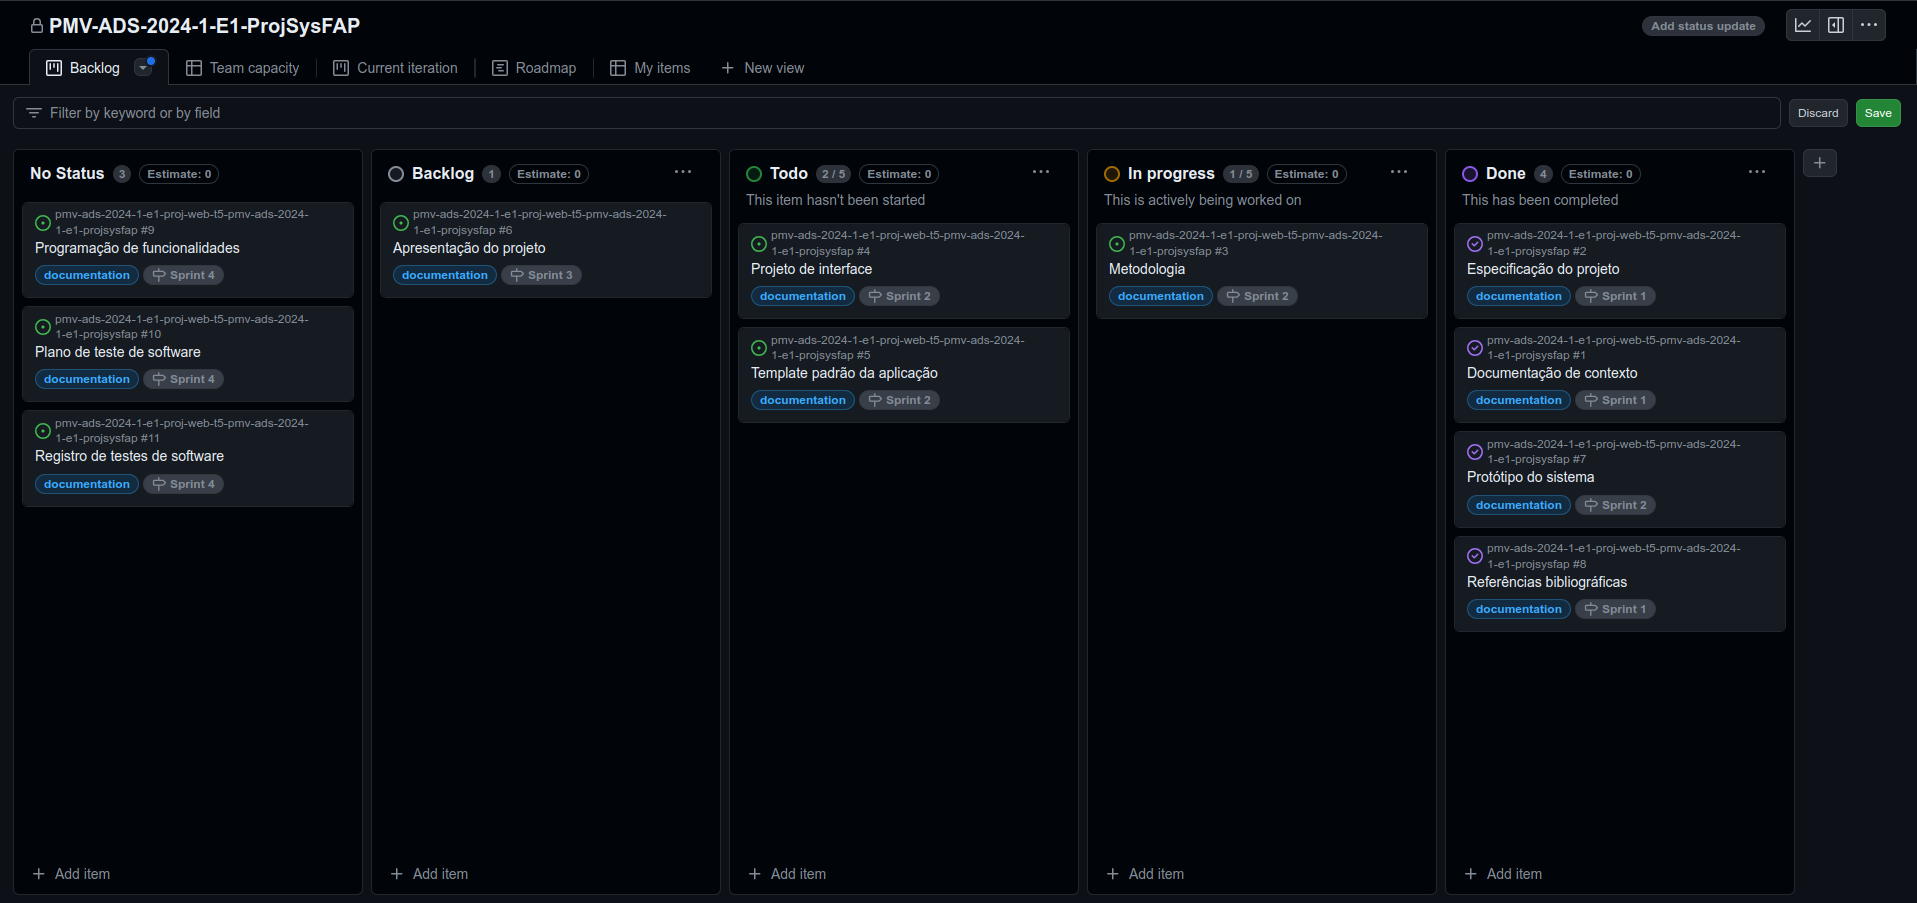 PMV-ADS-2024-1-E1-ProjSysFAP
Add status update
Backlog
Team capacity
Current iteration
Roadmap
My items
New view
Filter by keyword or by field
Discard
Save
No Status 3 Estimate: 0
pmv-ads-2024-1-e1-proj-web-t5-pmv-ads-2024-
1-e1-projsysfap #9
Programação de funcionalidades
documentation Sprint 4
pmv-ads-2024-1-e1-proj-web-t5-pmv-ads-2024-
1-e1-projsysfap #10
Plano de teste de software
documentation Sprint 4
pmv-ads-2024-1-e1-proj-web-t5-pmv-ads-2024-
1-e1-projsysfap #11
Registro de testes de software
documentation Sprint 4
Add item
Backlog 1 Estimate: 0
pmv-ads-2024-1-e1-proj-web-t5-pmv-ads-2024-
1-e1-projsysfap #6
Apresentação do projeto
documentation Sprint 3
Add item
Todo 2 / 5 Estimate: 0
This item hasn't been started
pmv-ads-2024-1-e1-proj-web-t5-pmv-ads-2024-
1-e1-projsysfap #4
Projeto de interface
documentation Sprint 2
pmv-ads-2024-1-e1-proj-web-t5-pmv-ads-2024-
1-e1-projsysfap #5
Template padrão da aplicação
documentation Sprint 2
Add item
In progress 1 / 5 Estimate: 0
This is actively being worked on
pmv-ads-2024-1-e1-proj-web-t5-pmv-ads-2024-
1-e1-projsysfap #3
Metodologia
documentation Sprint 2
Add item
Done 4 Estimate: 0
This has been completed
pmv-ads-2024-1-e1-proj-web-t5-pmv-ads-2024-
1-e1-projsysfap #2
Especificação do projeto
documentation Sprint 1
pmv-ads-2024-1-e1-proj-web-t5-pmv-ads-2024-
1-e1-projsysfap #1
Documentação de contexto
documentation Sprint 1
pmv-ads-2024-1-e1-proj-web-t5-pmv-ads-2024-
1-e1-projsysfap #7
Protótipo do sistema
documentation Sprint 2
pmv-ads-2024-1-e1-proj-web-t5-pmv-ads-2024-
1-e1-projsysfap #8
Referências bibliográficas
documentation Sprint 1
Add item